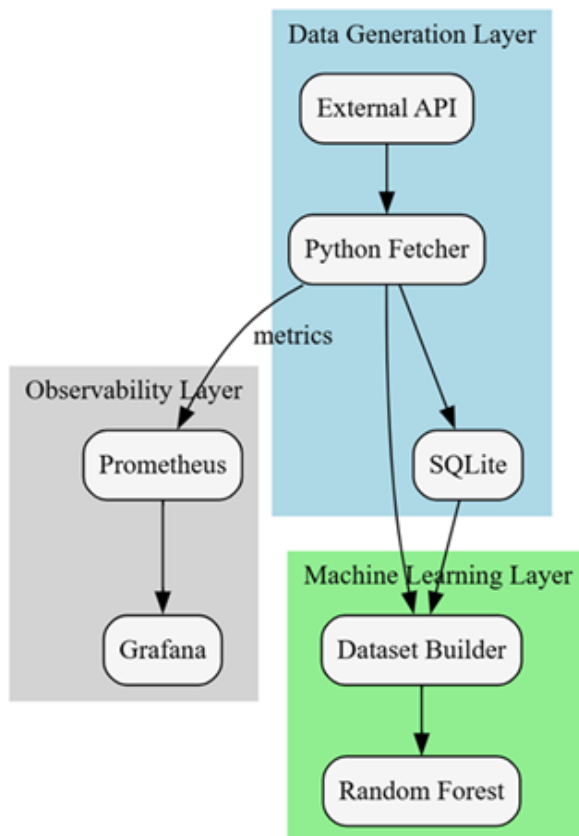 Data Generation Layer
External API
Python Fetcher
metrics
Observability Layer
Prometheus
SQLite
Machine Learning Layer
Grafana
Dataset Builder
Random Forest